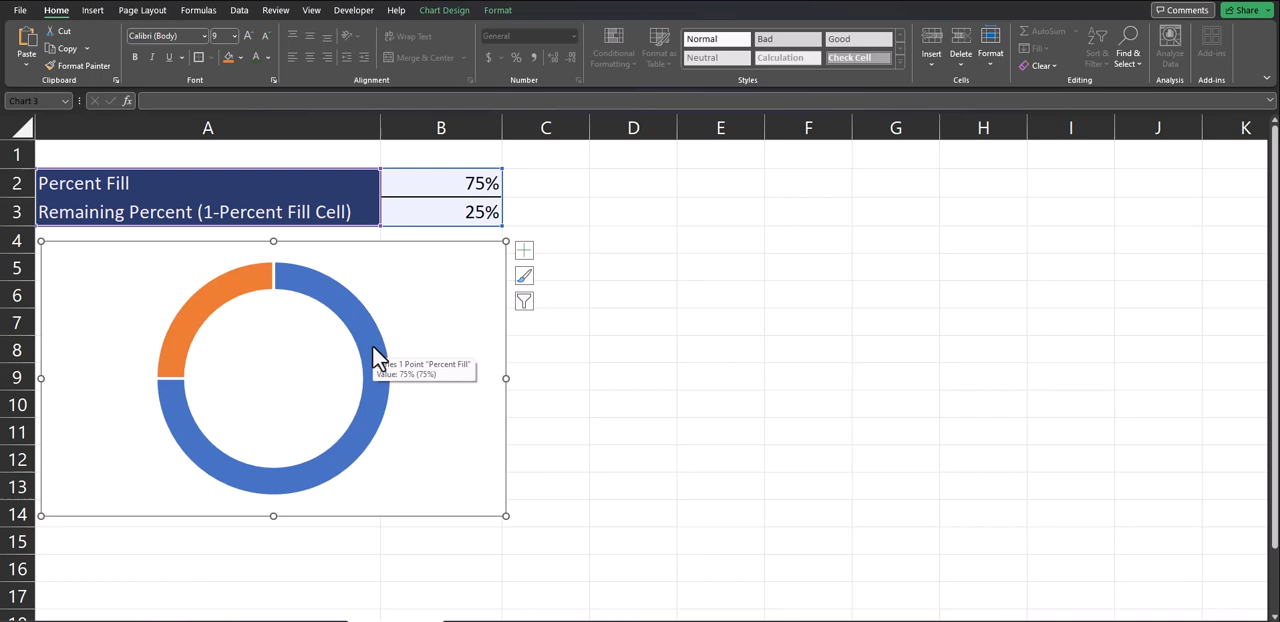 File Home Insert Page Layout Formulas Data Review View Developer Help Chart Design Format Comments Share
Paste
Cut
Copy
Format Painter
Clipboard
Calibri (Body) 9 A A
B I U A
Font
Wrap Text
Merge & Center
Alignment
General
$ % ,
Number
Conditional Formatting
Format as Table
Normal Bad Good
Neutral Calculation Check Cell
Styles
Insert Delete Format
Cells
AutoSum
Fill
Clear
Sort & Filter
Find & Select
Editing
Analyze Data
Analysis
Add-ins
Add-ins
Chart 3 fx
A B C D E F G H I J K
1
2 Percent Fill 75%
3 Remaining Percent (1-Percent Fill Cell) 25%
4
5
6
7
8
9
10
11
12
13
14
15
16
17
1 Point "Percent Fill"
Value: 75% (75%)